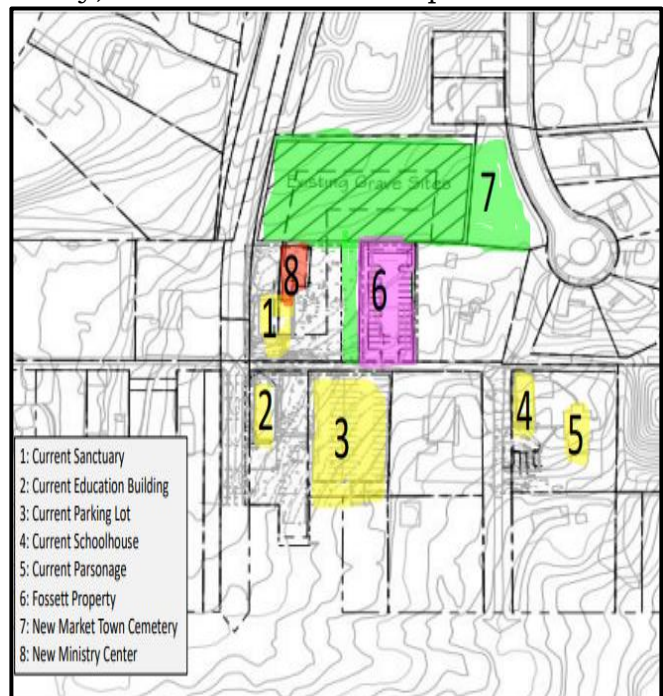 Existing Grave Sites
7
8
6
1
2
3
4
5
1: Current Sanctuary
2: Current Education Building
3: Current Parking Lot
4: Current Schoolhouse
5: Current Parsonage
6: Fossett Property
7: New Market Town Cemetery
8: New Ministry Center